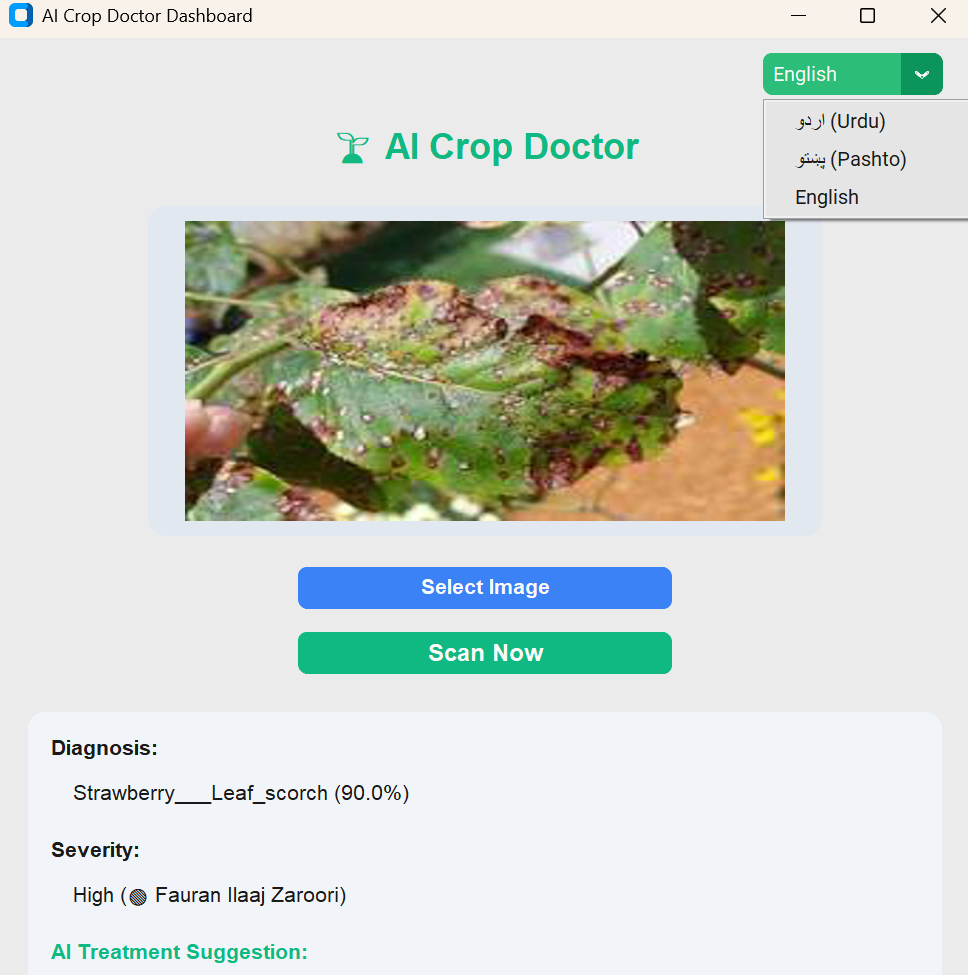 AI Crop Doctor Dashboard
English
اردو (Urdu)
پښتو (Pashto)
English
AI Crop Doctor
Select Image
Scan Now
Diagnosis:
Strawberry___Leaf_scorch (90.0%)
Severity:
High ( Fauran Ilaaj Zaroori)
AI Treatment Suggestion: